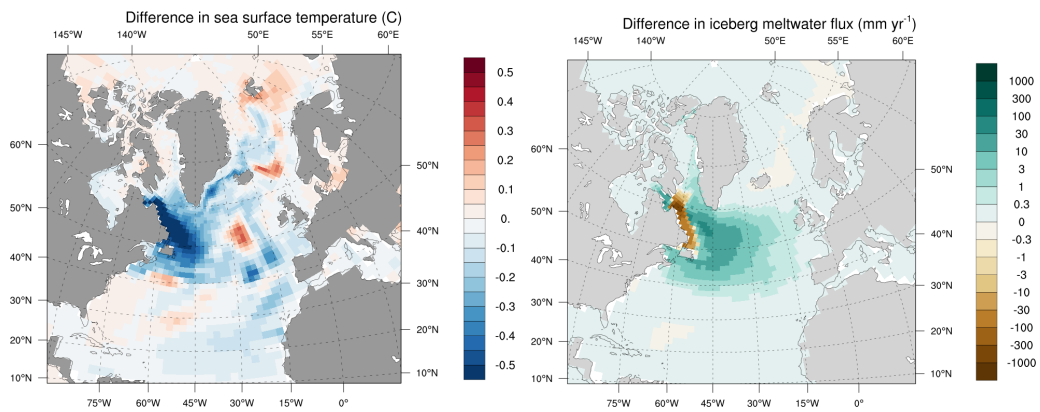 Difference in sea surface temperature (C)
145°W 140°W 50°E 55°E 60°E
60°N
50°N
40°N
30°N
20°N
10°N
50°N
40°N
30°N
20°N
10°N
75°W 60°W 45°W 30°W 15°W 0°
0.5
0.4
0.3
0.2
0.1
0.
-0.1
-0.2
-0.3
-0.4
-0.5
Difference in iceberg meltwater flux (mm yr-1)
145°W 140°W 50°E 55°E 60°E
60°N
50°N
40°N
30°N
20°N
10°N
50°N
40°N
30°N
20°N
10°N
75°W 60°W 45°W 30°W 15°W 0°
1000
300
100
30
10
3
1
0.3
0
-0.3
-1
-3
-10
-30
-100
-300
-1000